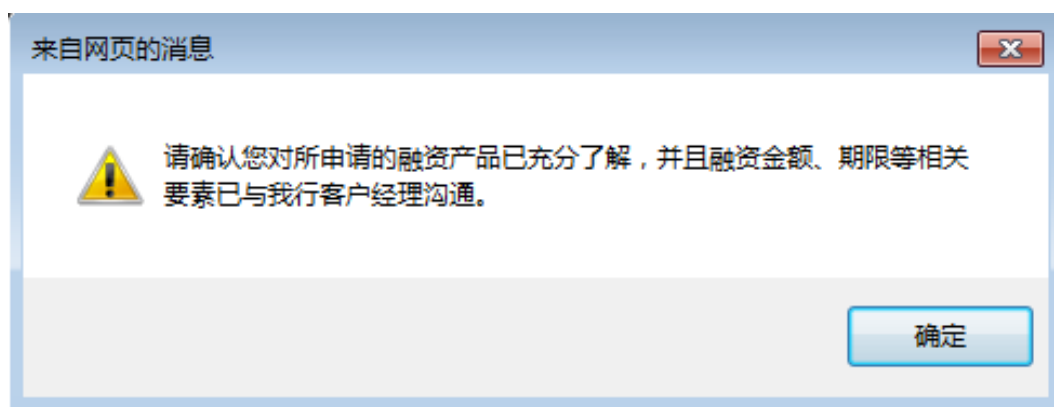 来自网页的消息
请确认您对所申请的融资产品已充分了解，并且融资金额、期限等相关
要素已与我行客户经理沟通。
确定